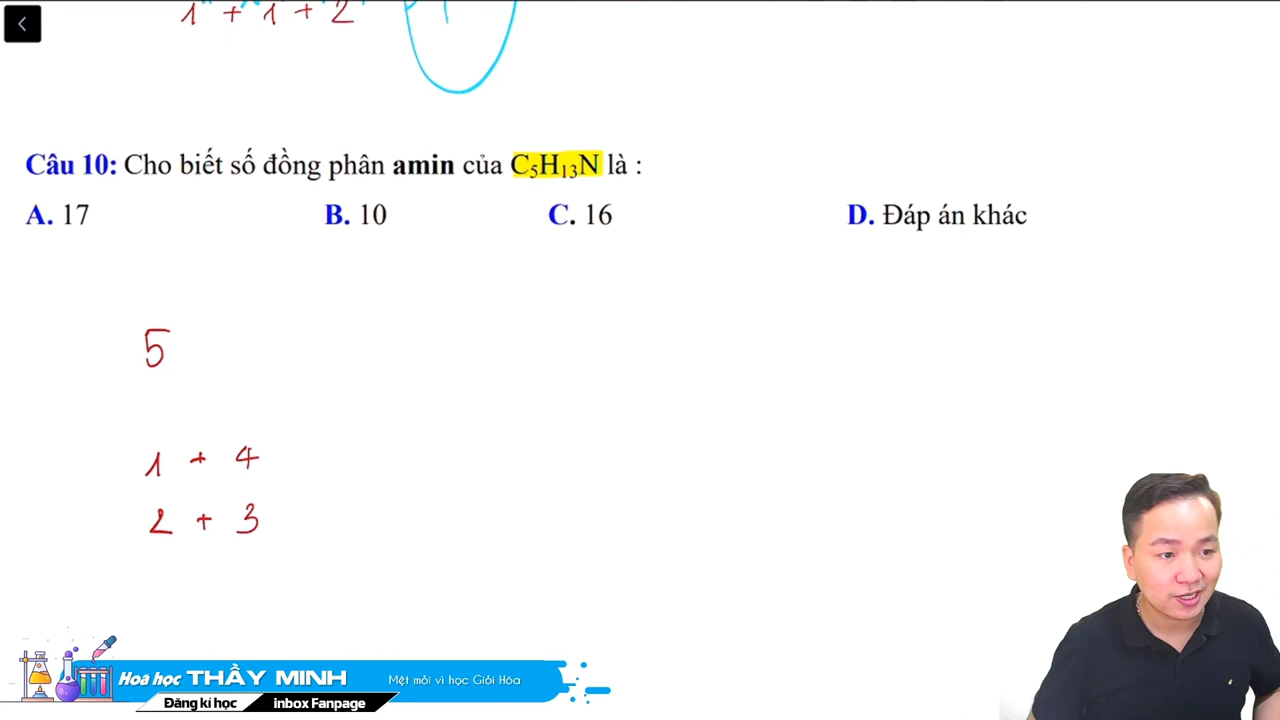 1 + 1 + 2
Câu 10: Cho biết số đồng phân amin của C₅H₁₃N là :
A. 17 B. 10 C. 16 D. Đáp án khác
5
1 + 4
2 + 3
Hoá học THẦY MINH Mệt mỏi vì học Giỏi Hóa
Đăng kí học inbox Fanpage